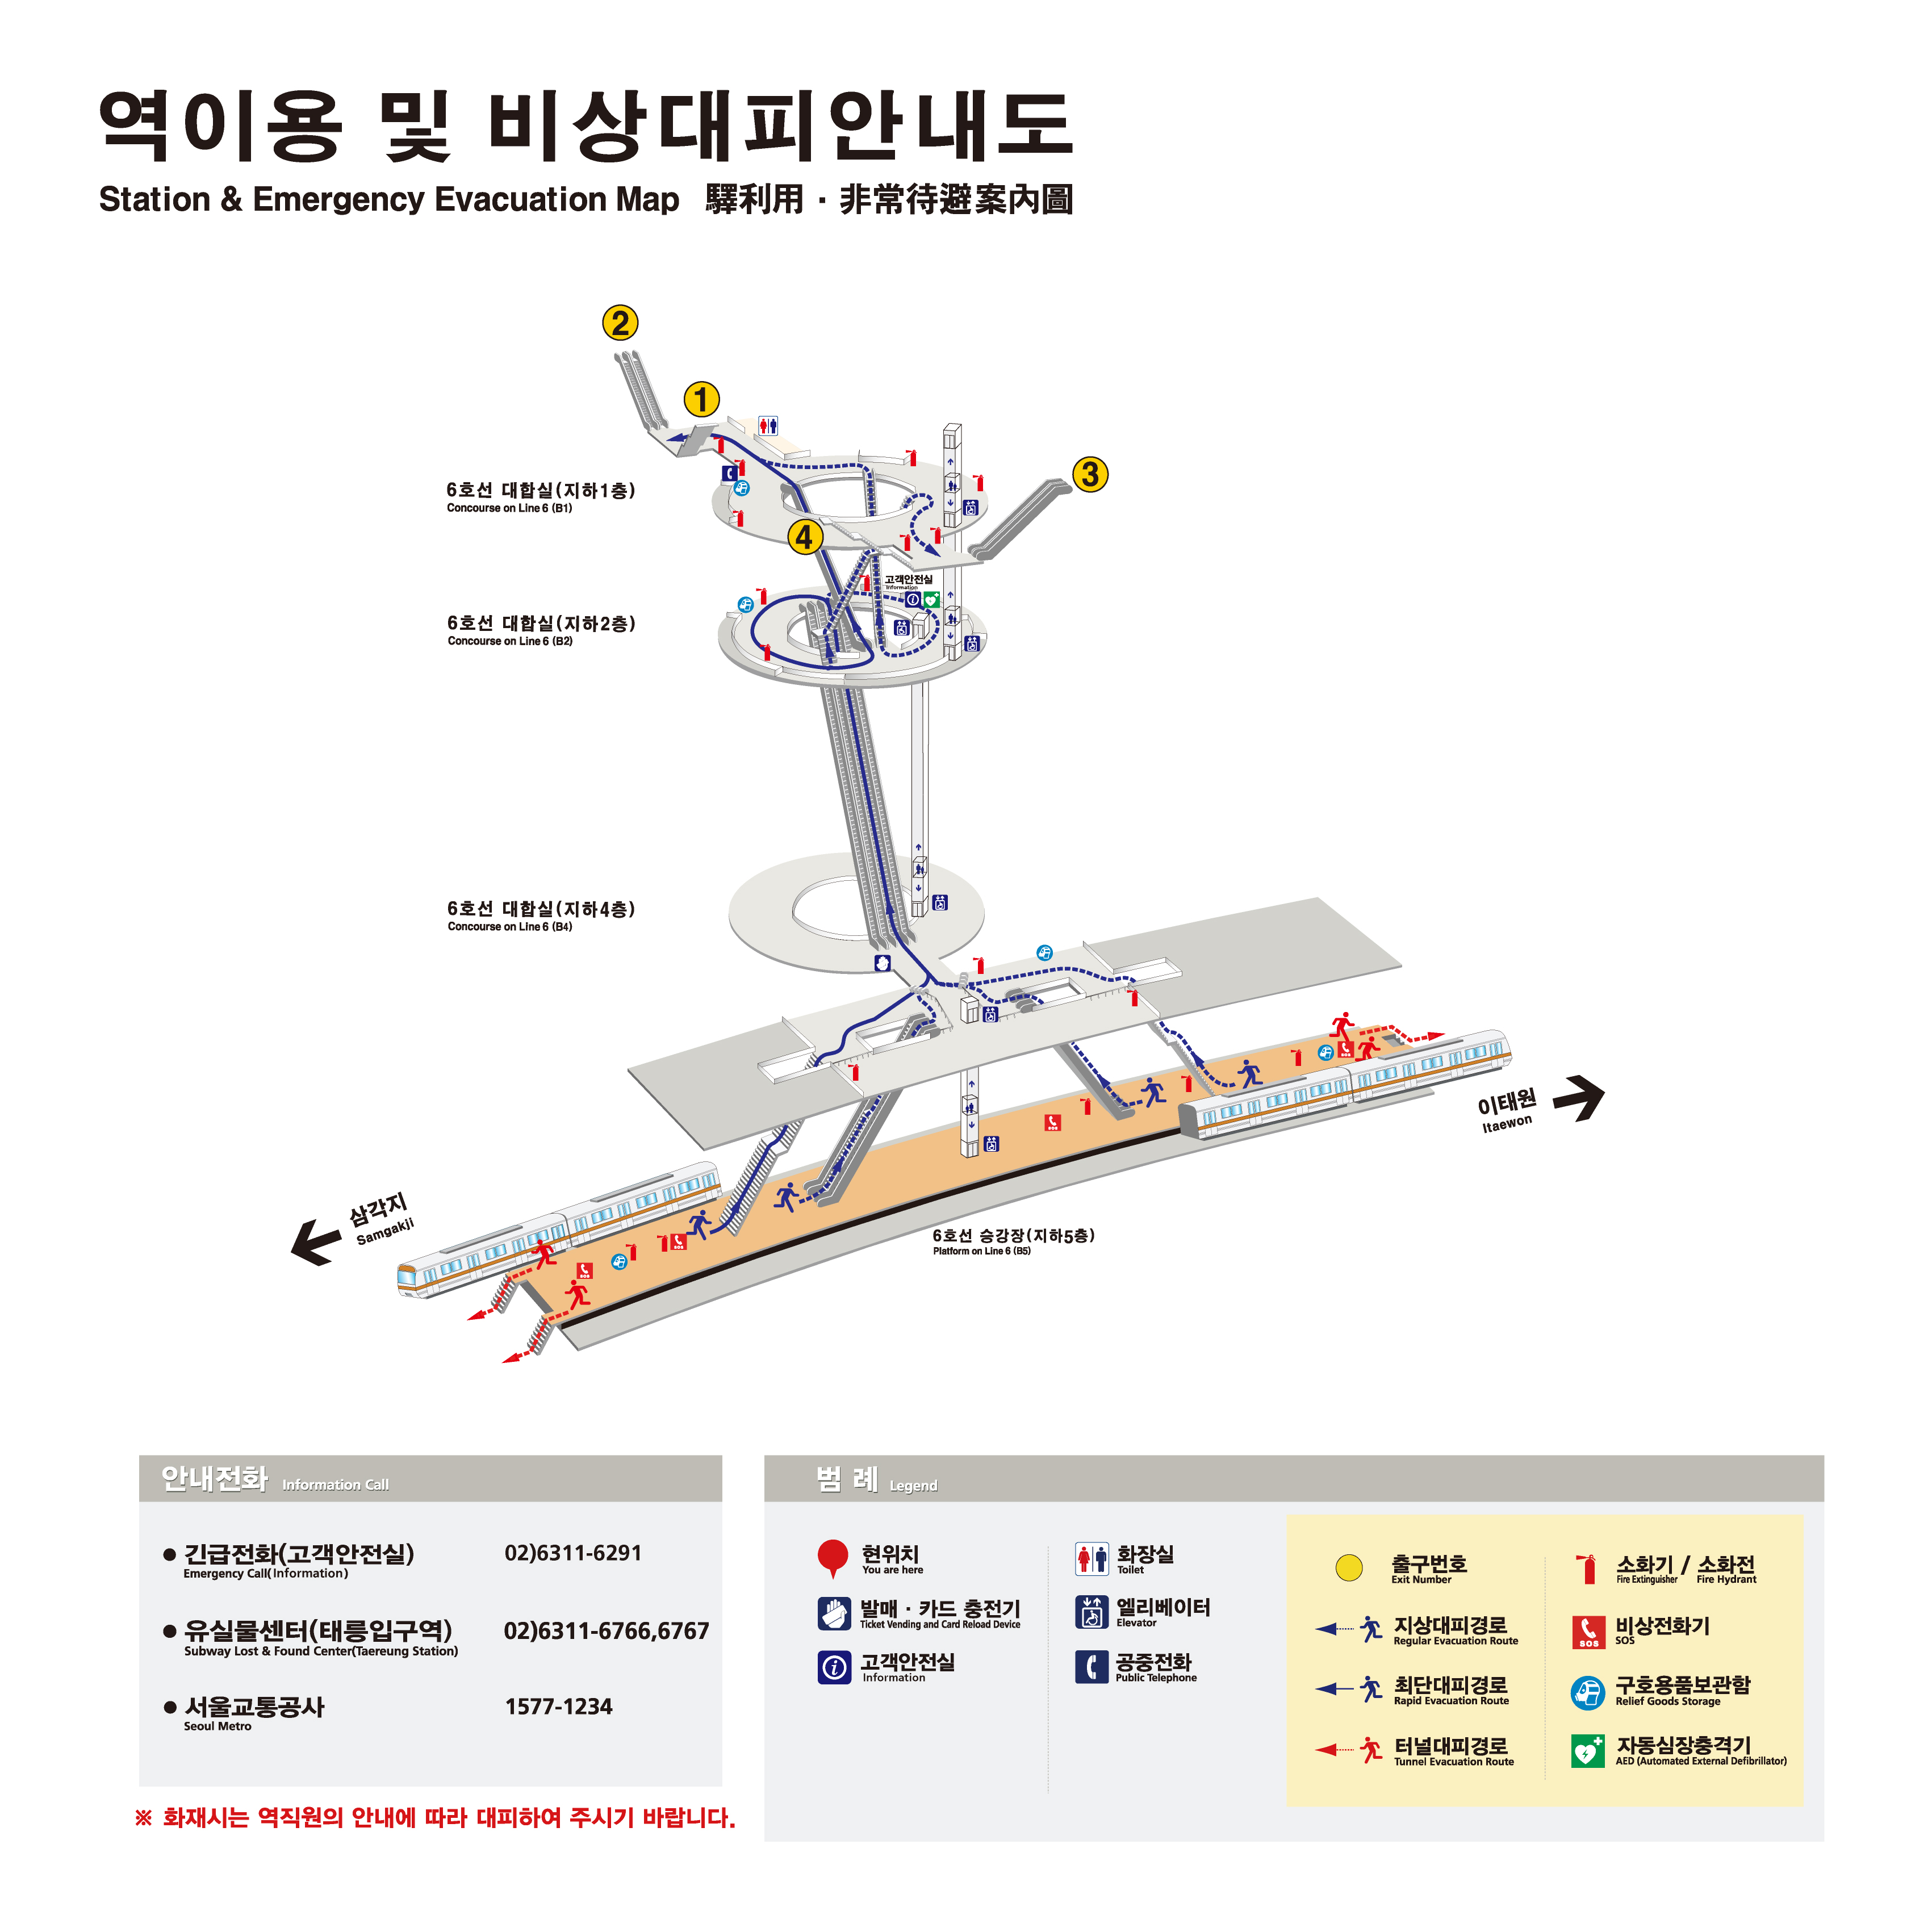 역이용 및 비상대피안내도
Station & Emergency Evacuation Map 驛利用 · 非常待避案內圖
2
1
3
6호선 대합실(지하1층)
Concourse on Line 6 (B1)
4
고객안전실
Information
6호선 대합실(지하2층)
Concourse on Line 6 (B2)
6호선 대합실(지하4층)
Concourse on Line 6 (B4)
SOS
이태원
Itaewon
SOS
삼각지
Samgakji
6호선 승강장(지하5층)
Platform on Line 6 (B5)
SOS
SOS
안내전화 Information Call
● 긴급전화(고객안전실) 02)6311-6291
Emergency Call(Information)
● 유실물센터(태릉입구역) 02)6311-6766,6767
Subway Lost & Found Center(Taereung Station)
● 서울교통공사 1577-1234
Seoul Metro
※ 화재시는 역직원의 안내에 따라 대피하여 주시기 바랍니다.
범 례 Legend
현위치
You are here
발매 · 카드 충전기
Ticket Vending and Card Reload Device
고객안전실
Information
화장실
Toilet
엘리베이터
Elevator
공중전화
Public Telephone
출구번호
Exit Number
지상대피경로
Regular Evacuation Route
최단대피경로
Rapid Evacuation Route
터널대피경로
Tunnel Evacuation Route
소화기 / 소화전
Fire Extinguisher Fire Hydrant
SOS
비상전화기
SOS
구호용품보관함
Relief Goods Storage
자동심장충격기
AED (Automated External Defibrillator)